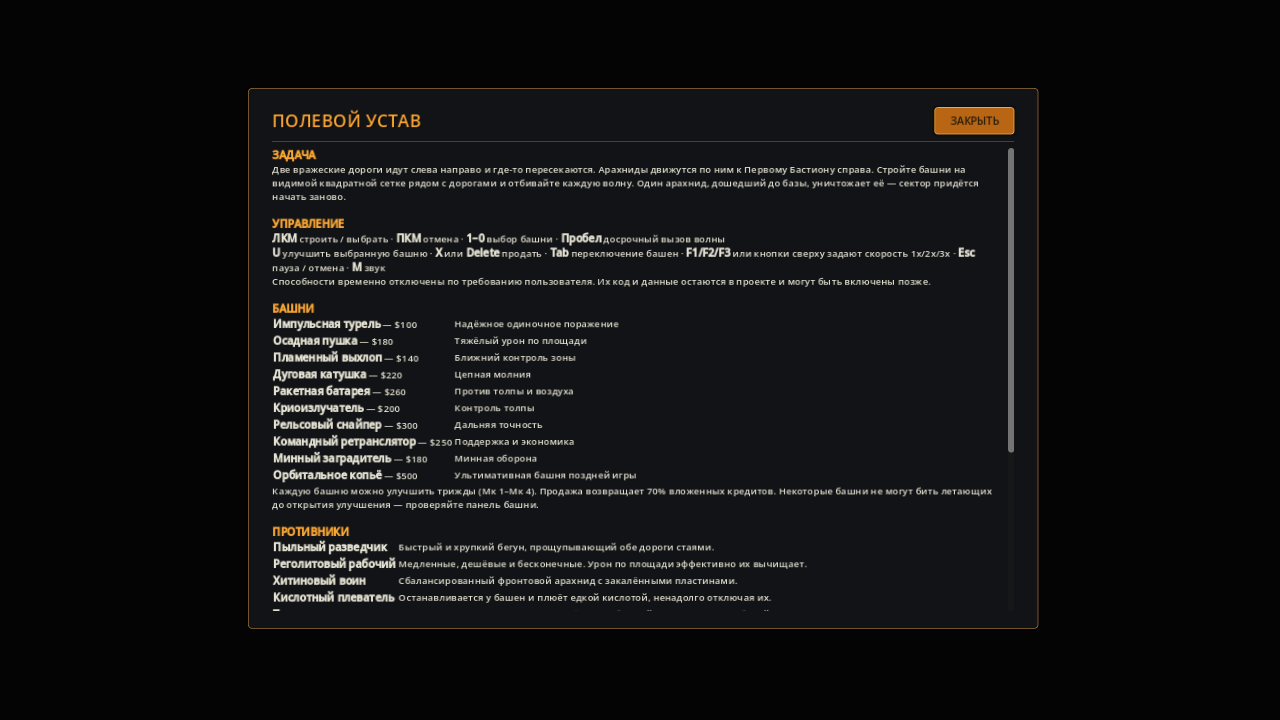 ПОЛЕВОЙ УСТАВ
ЗАКРЫТЬ
ЗАДАЧА
Две вражеские дороги идут слева направо и где-то пересекаются. Арахниды движутся по ним к Первому Бастиону справа. Стройте башни на
видимой квадратной сетке рядом с дорогами и отбивайте каждую волну. Один арахнид, дошедший до базы, уничтожает её — сектор придётся
начать заново.
УПРАВЛЕНИЕ
ЛКМ строить / выбрать · ПКМ отмена · 1–0 выбор башни · Пробел досрочный вызов волны
U улучшить выбранную башню · X или Delete продать · Tab переключение башен · F1/F2/F3 или кнопки сверху задают скорость 1x/2x/3x · Esc
пауза / отмена · M звук
Способности временно отключены по требованию пользователя. Их код и данные остаются в проекте и могут быть включены позже.
БАШНИ
Импульсная турель — $100 Надёжное одиночное поражение
Осадная пушка — $180 Тяжёлый урон по площади
Пламенный выхлоп — $140 Ближний контроль зоны
Дуговая катушка — $220 Цепная молния
Ракетная батарея — $260 Против толпы и воздуха
Криоизлучатель — $200 Контроль толпы
Рельсовый снайпер — $300 Дальняя точность
Командный ретранслятор — $250 Поддержка и экономика
Минный заградитель — $180 Минная оборона
Орбитальное копьё — $500 Ультимативная башня поздней игры
Каждую башню можно улучшить трижды (Мк 1–Мк 4). Продажа возвращает 70% вложенных кредитов. Некоторые башни не могут бить летающих
до открытия улучшения — проверяйте панель башни.
ПРОТИВНИКИ
Пыльный разведчик Быстрый и хрупкий бегун, прощупывающий обе дороги стаями.
Реголитовый рабочий Медленные, дешёвые и бесконечные. Урон по площади эффективно их вычищает.
Хитиновый воин Сбалансированный фронтовой арахнид с закалёнными пластинами.
Кислотный плеватель Останавливается у башен и плюёт едкой кислотой, ненадолго отключая их.